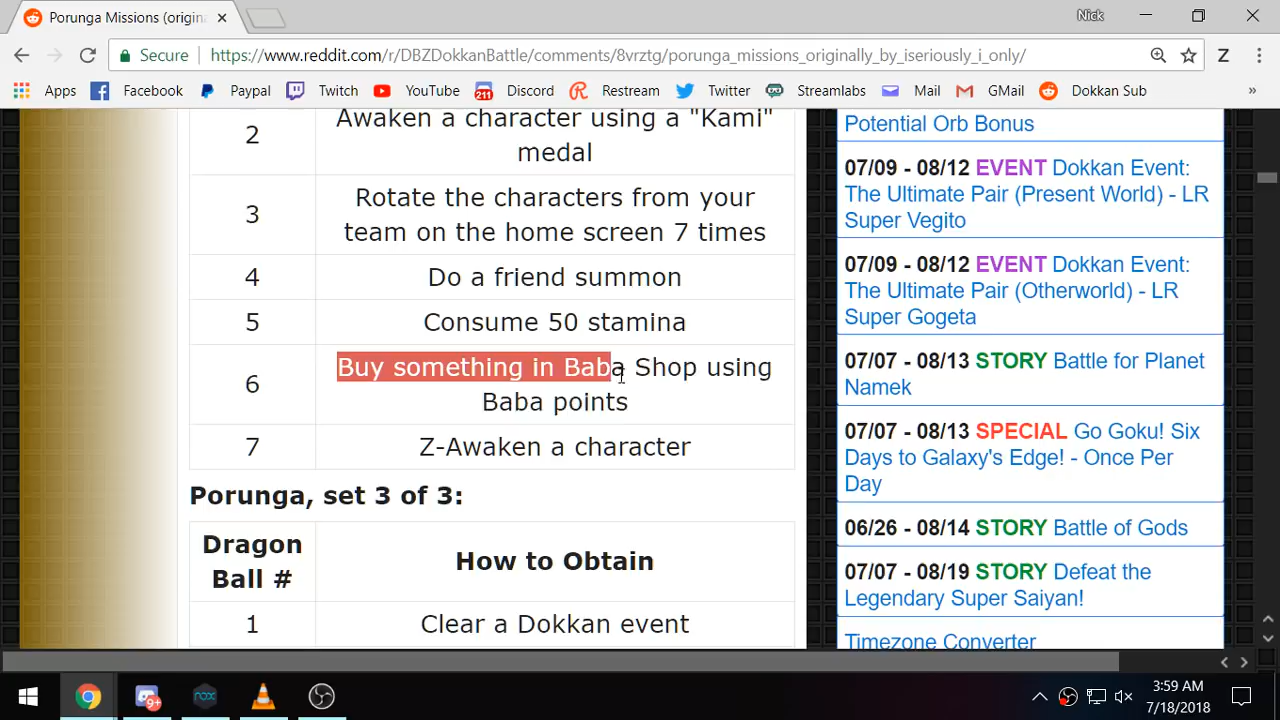 Porunga Missions (origin
Nick
Secure
https://www.reddit.com/r/DBZDokkanBattle/comments/8vrztg/porunga_missions_originally_by_iseriously_i_only/
Z
Apps
Facebook
Paypal
Twitch
YouTube
211
Discord
Restream
Twitter
Streamlabs
Mail
GMail
Dokkan Sub
»
2
Awaken a character using a "Kami"
medal
3
Rotate the characters from your
team on the home screen 7 times
4
Do a friend summon
5
Consume 50 stamina
6
Buy something in Baba Shop using
Baba points
7
Z-Awaken a character
Porunga, set 3 of 3:
Dragon
Ball #
How to Obtain
1
Clear a Dokkan event
Potential Orb Bonus
07/09 - 08/12 EVENT Dokkan Event:
The Ultimate Pair (Present World) - LR
Super Vegito
07/09 - 08/12 EVENT Dokkan Event:
The Ultimate Pair (Otherworld) - LR
Super Gogeta
07/07 - 08/13 STORY Battle for Planet
Namek
07/07 - 08/13 SPECIAL Go Goku! Six
Days to Galaxy's Edge! - Once Per
Day
06/26 - 08/14 STORY Battle of Gods
07/07 - 08/19 STORY Defeat the
Legendary Super Saiyan!
Timezone Converter
9+
nox
3:59 AM
7/18/2018